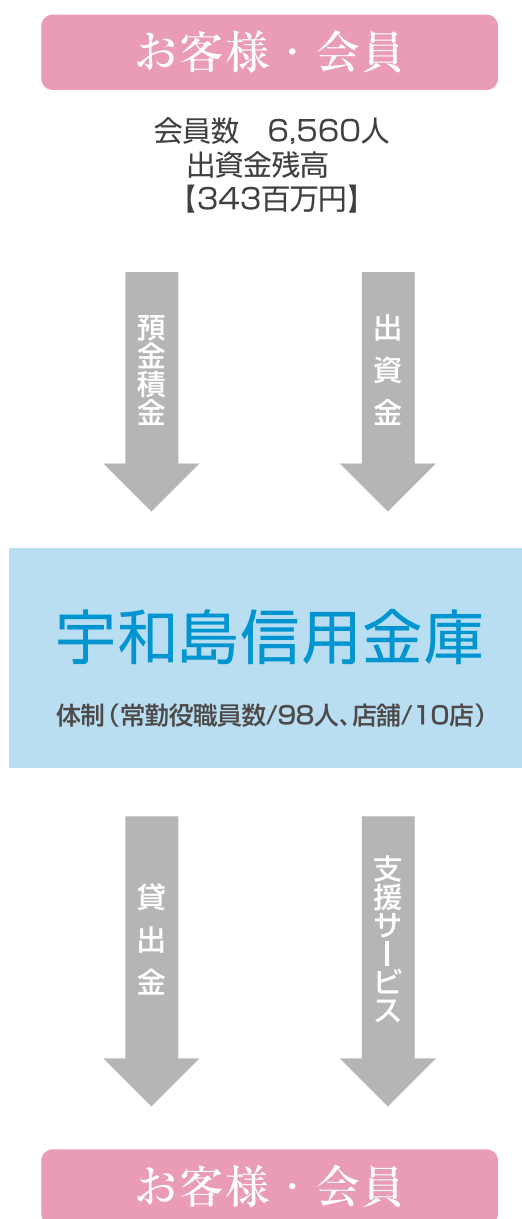 お客様・会員
会員数　6,560人
出資金残高
【343百万円】
預金積金
出資金
宇和島信用金庫
体制（常勤役職員数/98人、店舗/10店）
貸出金
支援サービス
お客様・会員